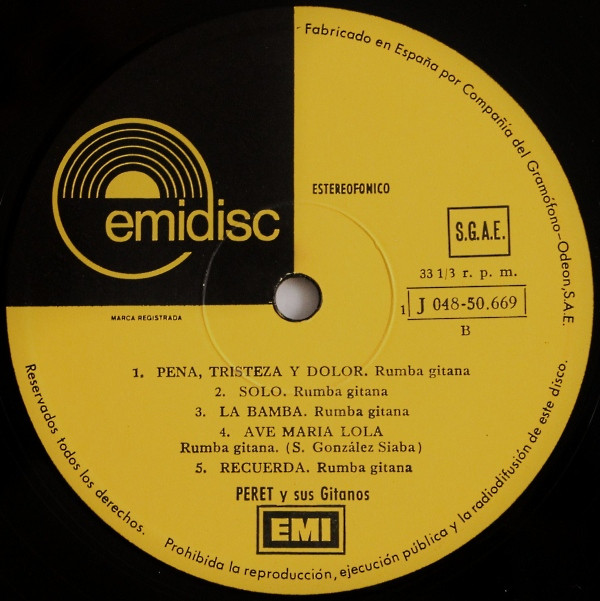 Fabricado en España por Compañía del Gramófono-Odeon, S.A.E.
emidisc
MARCA REGISTRADA
ESTEREOFONICO
S.G.A.E.
33 1/3 r. p. m.
1 J 048-50.669
B
1. PENA, TRISTEZA Y DOLOR. Rumba gitana
2. SOLO. Rumba gitana
3. LA BAMBA. Rumba gitana
4. AVE MARIA LOLA
Rumba gitana. (S. González Siaba)
5. RECUERDA. Rumba gitana
PERET y sus Gitanos
EMI
Reservados todos los derechos. Prohibida la reproducción, ejecución pública y la radiodifusión de este disco.